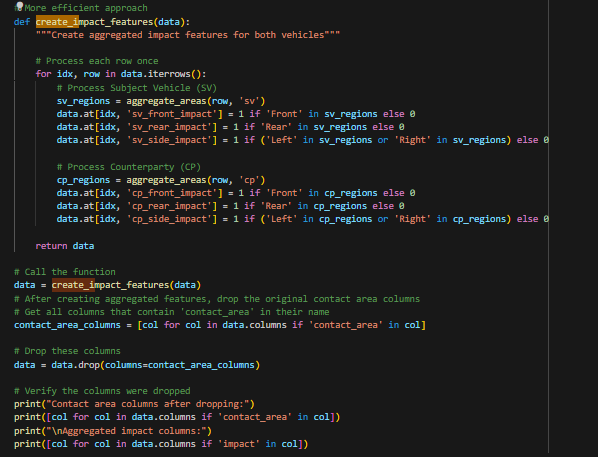 # More efficient approach
def create_impact_features(data):
    """Create aggregated impact features for both vehicles"""

    # Process each row once
    for idx, row in data.iterrows():
        # Process Subject Vehicle (SV)
        sv_regions = aggregate_areas(row, 'sv')
        data.at[idx, 'sv_front_impact'] = 1 if 'Front' in sv_regions else 0
        data.at[idx, 'sv_rear_impact'] = 1 if 'Rear' in sv_regions else 0
        data.at[idx, 'sv_side_impact'] = 1 if ('Left' in sv_regions or 'Right' in sv_regions) else 0

        # Process Counterparty (CP)
        cp_regions = aggregate_areas(row, 'cp')
        data.at[idx, 'cp_front_impact'] = 1 if 'Front' in cp_regions else 0
        data.at[idx, 'cp_rear_impact'] = 1 if 'Rear' in cp_regions else 0
        data.at[idx, 'cp_side_impact'] = 1 if ('Left' in cp_regions or 'Right' in cp_regions) else 0

    return data

# Call the function
data = create_impact_features(data)
# After creating aggregated features, drop the original contact area columns
# Get all columns that contain 'contact_area' in their name
contact_area_columns = [col for col in data.columns if 'contact_area' in col]

# Drop these columns
data = data.drop(columns=contact_area_columns)

# Verify the columns were dropped
print("Contact area columns after dropping:")
print([col for col in data.columns if 'contact_area' in col])
print("\nAggregated impact columns:")
print([col for col in data.columns if 'impact' in col])